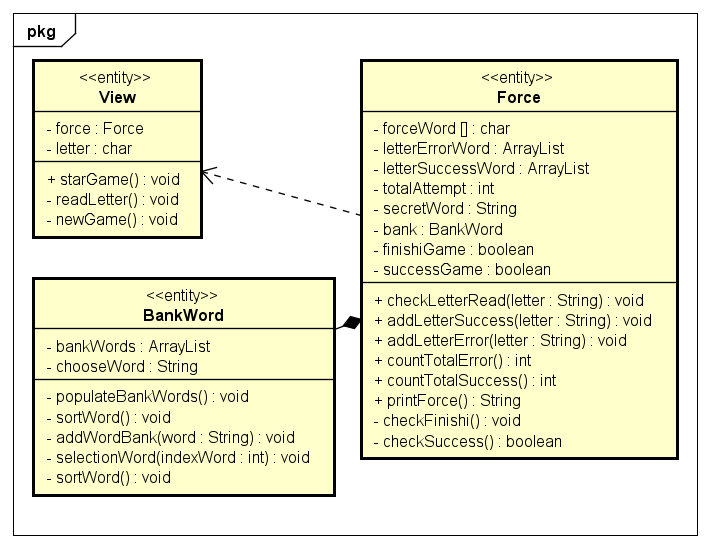 pkg
<<entity>>
View
- force : Force
- letter : char
+ starGame() : void
- readLetter() : void
- newGame() : void
<<entity>>
Force
- forceWord [] : char
- letterErrorWord : ArrayList
- letterSuccessWord : ArrayList
- totalAttempt : int
- secretWord : String
- bank : BankWord
- finishiGame : boolean
- successGame : boolean
+ checkLetterRead(letter : String) : void
+ addLetterSuccess(letter : String) : void
+ addLetterError(letter : String) : void
+ countTotalError() : int
+ countTotalSuccess() : int
+ printForce() : String
- checkFinishi() : void
- checkSuccess() : boolean
<<entity>>
BankWord
- bankWords : ArrayList
- chooseWord : String
- populateBankWords() : void
- sortWord() : void
- addWordBank(word : String) : void
- selectionWord(indexWord : int) : void
- sortWord() : void